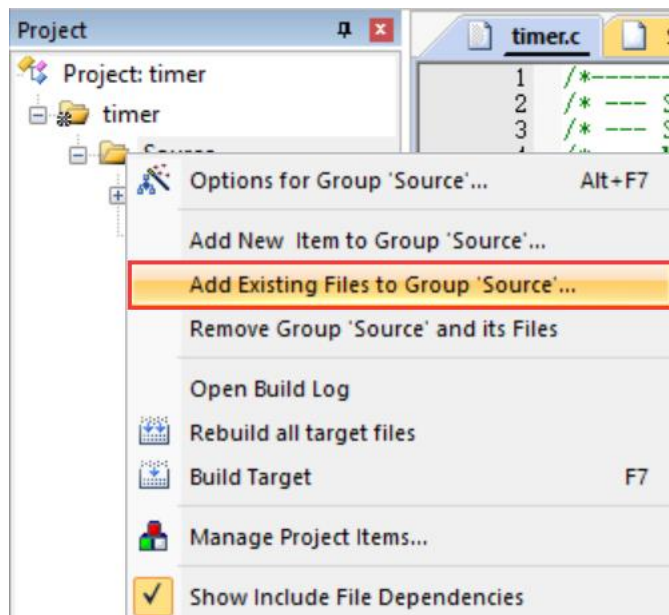 Project
timer.c
Project: timer
timer
1 /*------
2 /* --- S
3 /* --- S
4
Options for Group 'Source'... Alt+F7
Add New Item to Group 'Source'...
Add Existing Files to Group 'Source'...
Remove Group 'Source' and its Files
Open Build Log
Rebuild all target files
Build Target F7
Manage Project Items...
Show Include File Dependencies